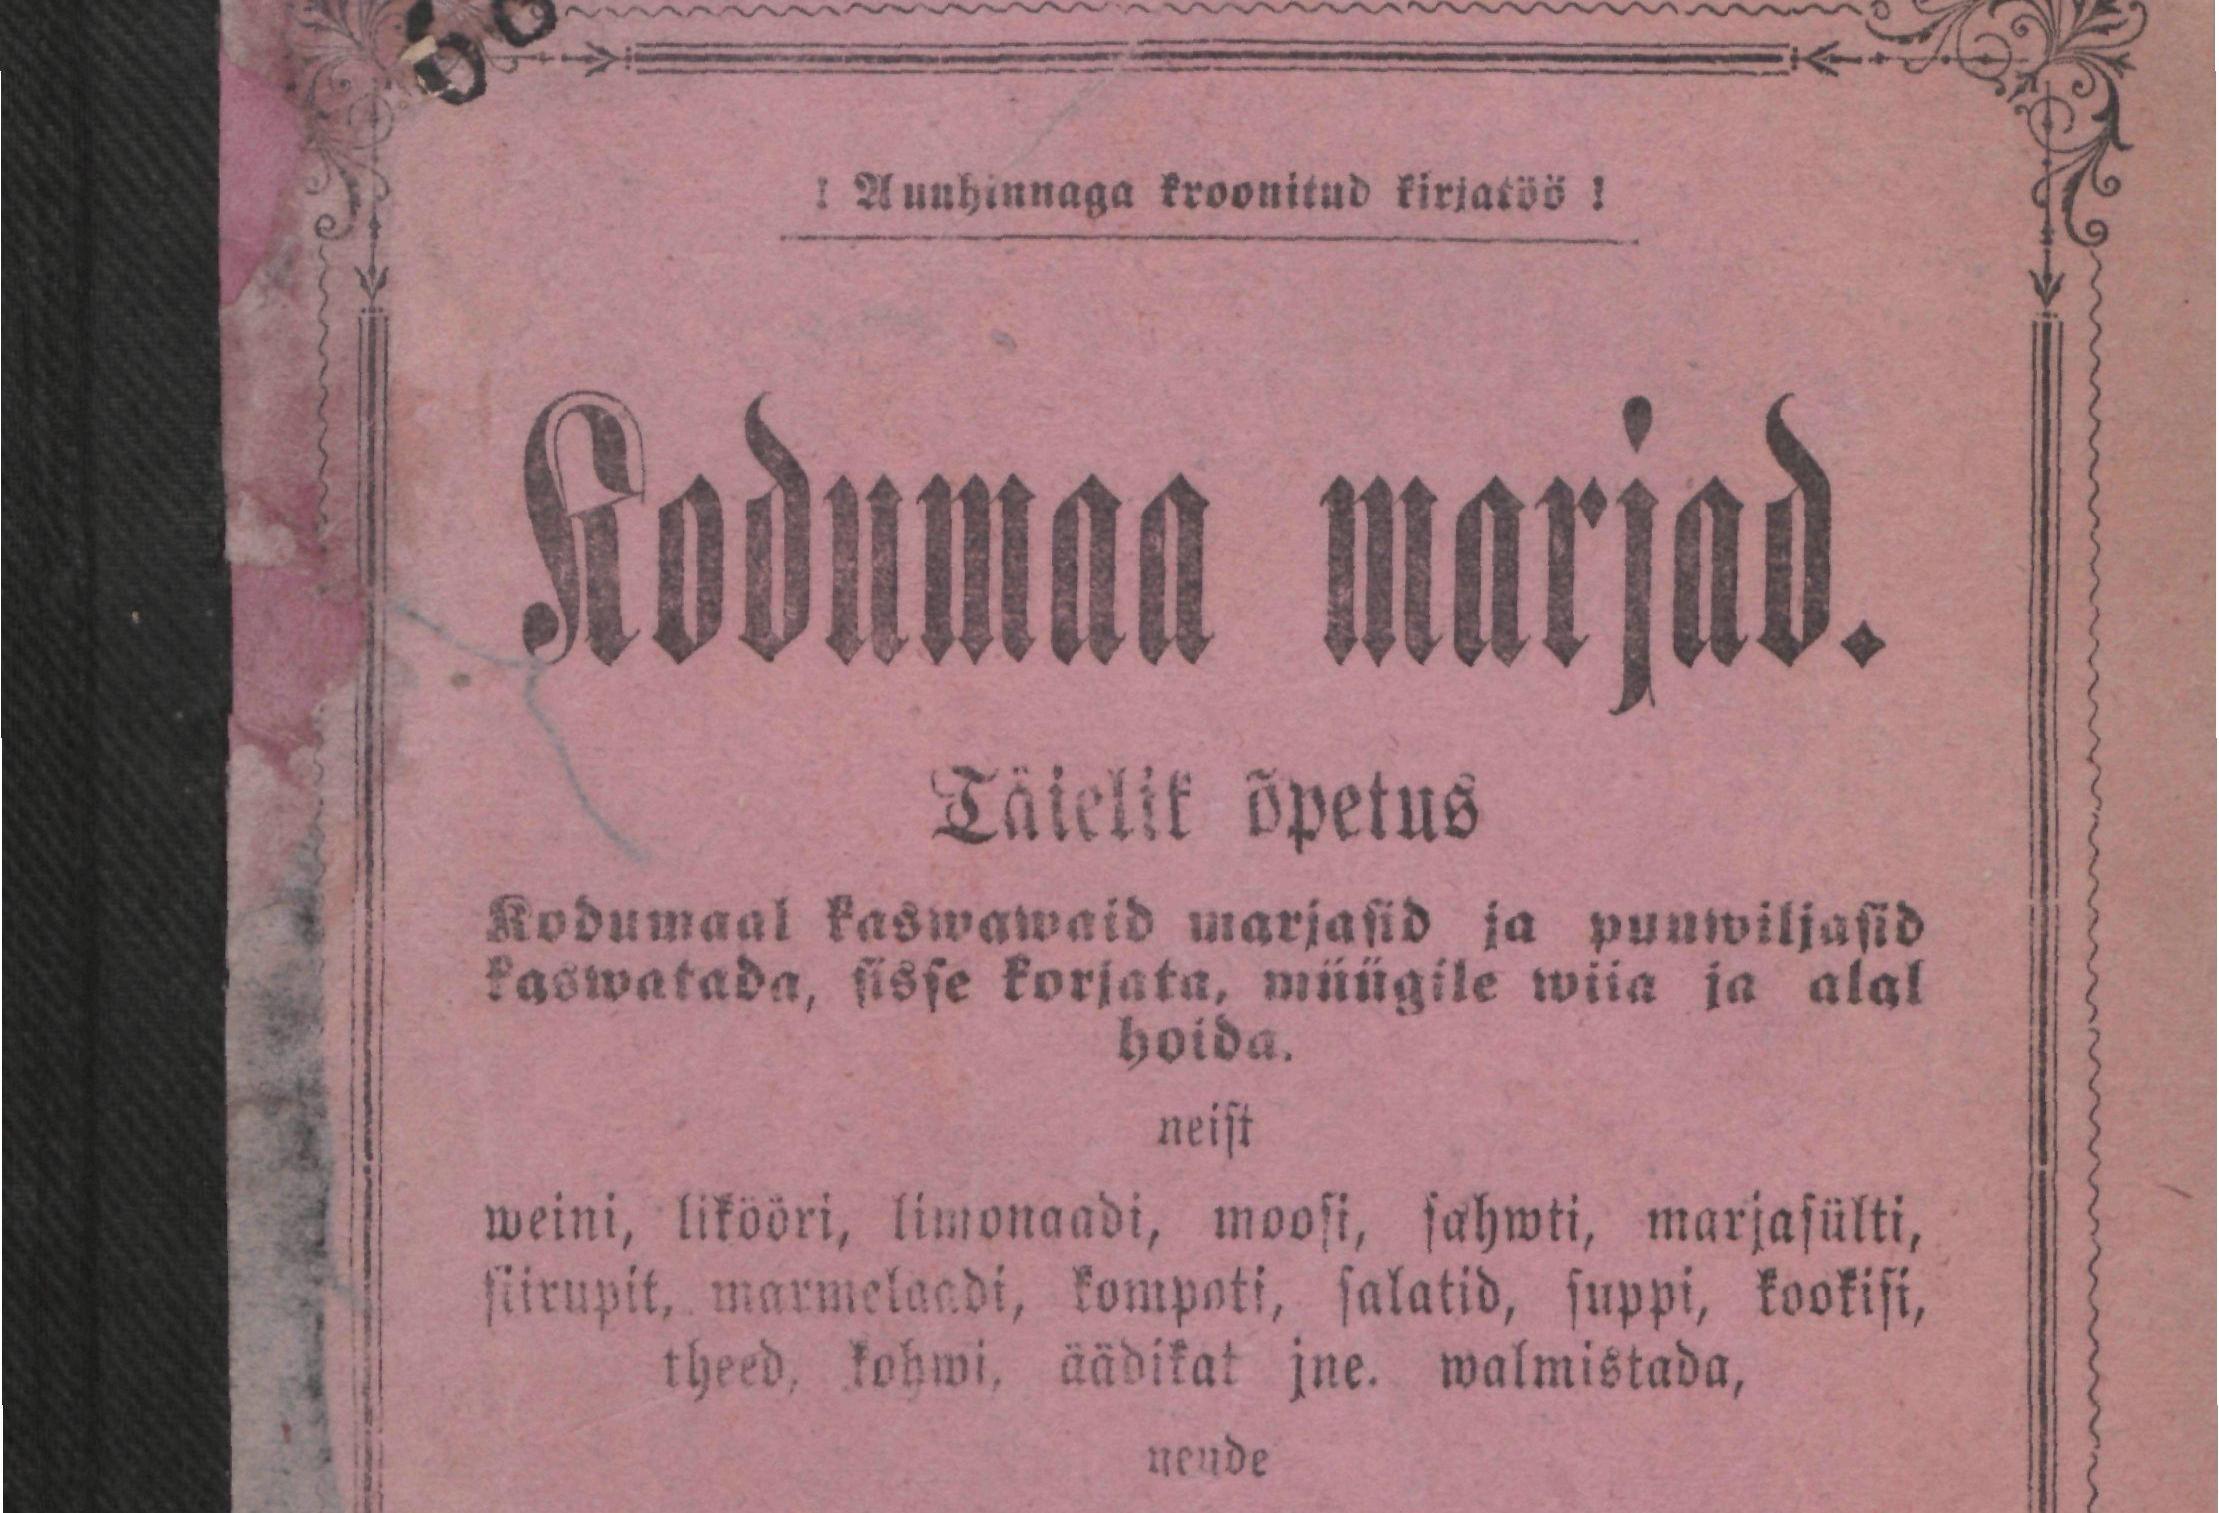 ! Auuhinnaga kroonitud kirjatöö !
Kodumaa marjad.
Täielik õpetus
Kodumaal kaswawaid marjasid ja puuwiljasid
kaswatada, sisse korjata, müügile wiia ja alal
hoida.
neist
weini, likööri, limonaadi, moosi, sahwti, marjasülti,
siirupit, marmelaadi, kompoti, salatid, suppi, kookisi,
theed, kohwi, äädikat jne. walmistada,
neude